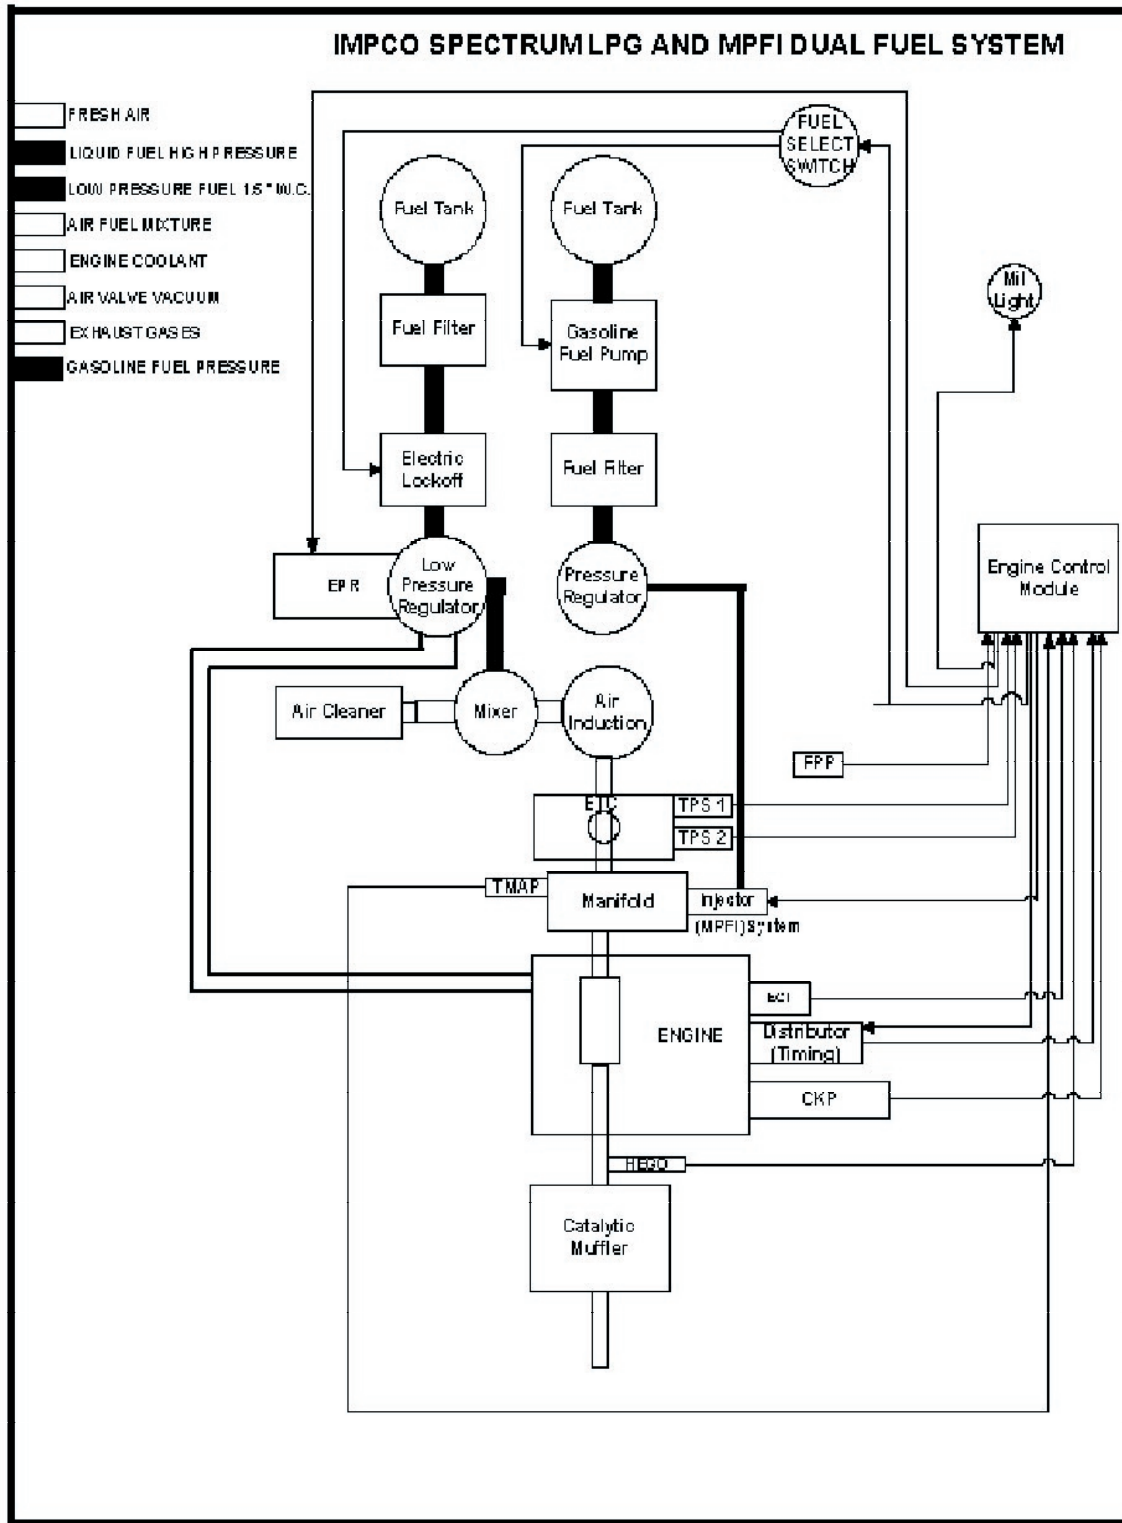 IMPCO SPECTRUM LPG AND MPFI DUAL FUEL SYSTEM
FRESH AIR
LIQUID FUEL HIGH PRESSURE
LOW PRESSURE FUEL 1.5" W.C.
AIR FUEL MIXTURE
ENGINE COOLANT
AIR VALVE VACUUM
EXHAUST GASES
GASOLINE FUEL PRESSURE
FUEL
SELECT
SWITCH
Fuel Tank
Fuel Tank
Mil
Light
Fuel Filter
Gasoline
Fuel Pump
Electric
Lockoff
Fuel Filter
EPR
Low
Pressure
Regulator
Pressure
Regulator
Engine Control
Module
Air Cleaner
Mixer
Air
Induction
FPP
ETC
TPS 1
TPS 2
TMAP
Manifold
Injector
(MPFI)System
ENGINE
ECT
Distributor
(Timing)
CKP
HEGO
Catalytic
Muffler